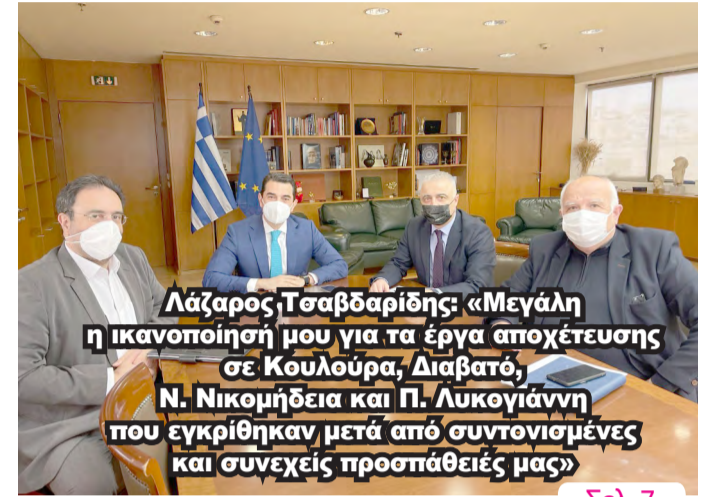 Λάζαρος Τσαβδαρίδης: «Μεγάλη
η ικανοποίησή μου για τα έργα αποχέτευσης
σε Κουλούρα, Διαβατό,
Ν. Νικομήδεια και Π. Λυκογιάννη
που εγκρίθηκαν μετά από συντονισμένες
και συνεχείς προσπάθειές μας»